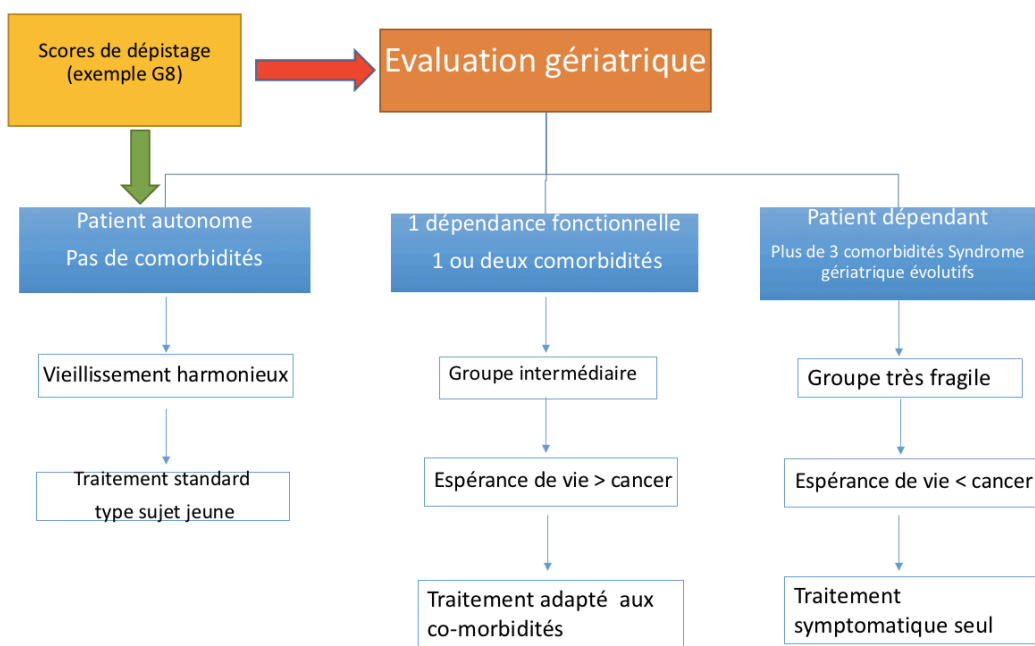 Scores de dépistage
(exemple G8)
Evaluation gériatrique
Patient autonome
Pas de comorbidités
1 dépendance fonctionnelle
1 ou deux comorbidités
Patient dépendant
Plus de 3 comorbidités Syndrome
gériatrique évolutifs
Vieillissement harmonieux
Groupe intermédiaire
Groupe très fragile
Traitement standard
type sujet jeune
Espérance de vie > cancer
Espérance de vie < cancer
Traitement adapté aux
co-morbidités
Traitement
symptomatique seul